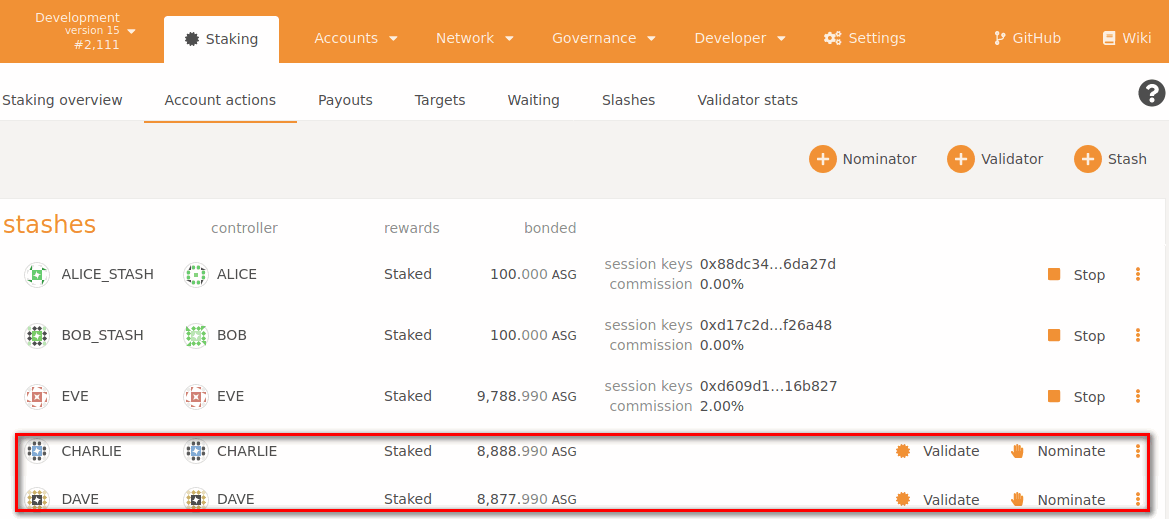 Development
version 15
#2,111
Staking
Accounts
Network
Governance
Developer
Settings
GitHub
Wiki
Staking overview
Account actions
Payouts
Targets
Waiting
Slashes
Validator stats
?
Nominator
Validator
Stash
stashes controller rewards bonded
ALICE_STASH ALICE Staked 100.000 ASG session keys 0x88dc34...6da27d Stop
commission 0.00%
BOB_STASH BOB Staked 100.000 ASG session keys 0xd17c2d...f26a48 Stop
commission 0.00%
EVE EVE Staked 9,788.990 ASG session keys 0xd609d1...16b827 Stop
commission 2.00%
CHARLIE CHARLIE Staked 8,888.990 ASG Validate Nominate
DAVE DAVE Staked 8,877.990 ASG Validate Nominate